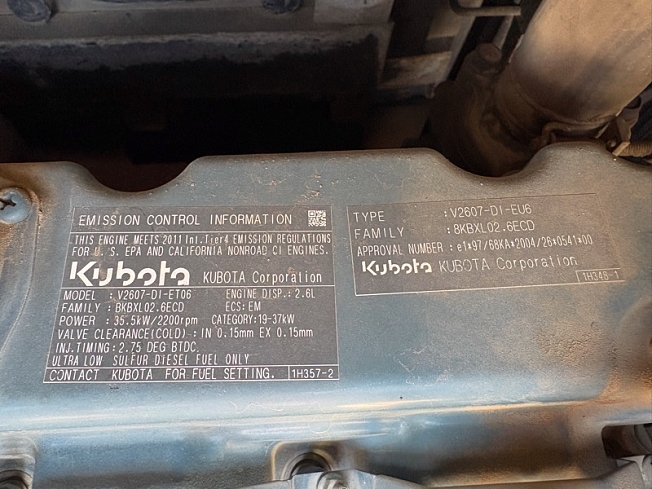 EMISSION CONTROL INFORMATION
THIS ENGINE MEETS 2011 Int.Tier4 EMISSION REGULATIONS
FOR U. S. EPA AND CALIFORNIA NONROAD CI ENGINES.
Kubota KUBOTA Corporation
MODEL : V2607-DI-ET06 ENGINE DISP.: 2.6L
FAMILY : BKBXL02.6ECD ECS:EM
POWER : 35.5kW/2200rpm CATEGORY:19-37kW
VALVE CLEARANCE(COLD) : IN 0.15mm EX 0.15mm
INJ.TIMING: 2.75 DEG BTDC.
ULTRA LOW SULFUR DIESEL FUEL ONLY
CONTACT KUBOTA FOR FUEL SETTING. 1H357-2
TYPE : V2607-DI-EU6
FAMILY : BKBXL02.6ECD
APPROVAL NUMBER : e1*97/68KA*2004/26*0541*00
Kubota KUBOTA Corporation
1H348-1